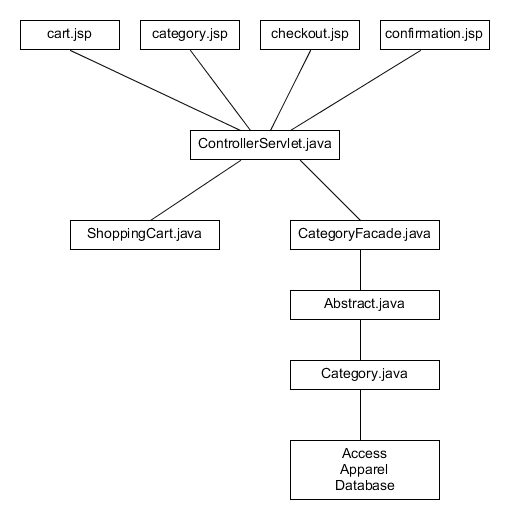 cart.jsp
category.jsp
checkout.jsp
confirmation.jsp
ControllerServlet.java
ShoppingCart.java
CategoryFacade.java
Abstract.java
Category.java
Access
Apparel
Database